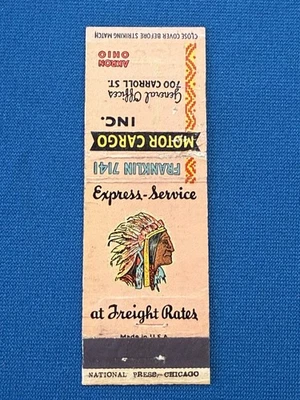 CLOSE COVER BEFORE STRIKING MATCH
AKRON
OHIO
General Offices
700 CARROLL ST.
INC.
MOTOR CARGO
FRANKLIN 7141
Express-Service
at Freight Rates
Made in U.S.A.
NATIONAL PRESS, CHICAGO